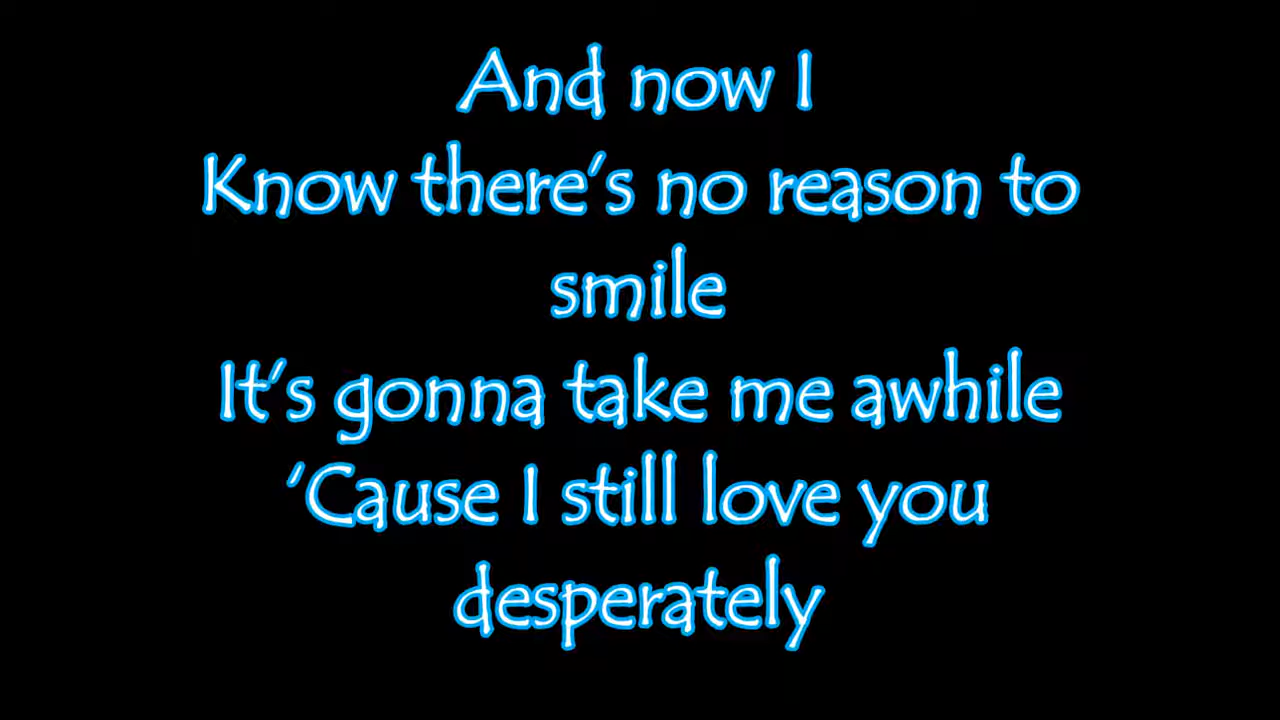 And now I
Know there's no reason to
smile
It's gonna take me awhile
'Cause I still love you
desperately